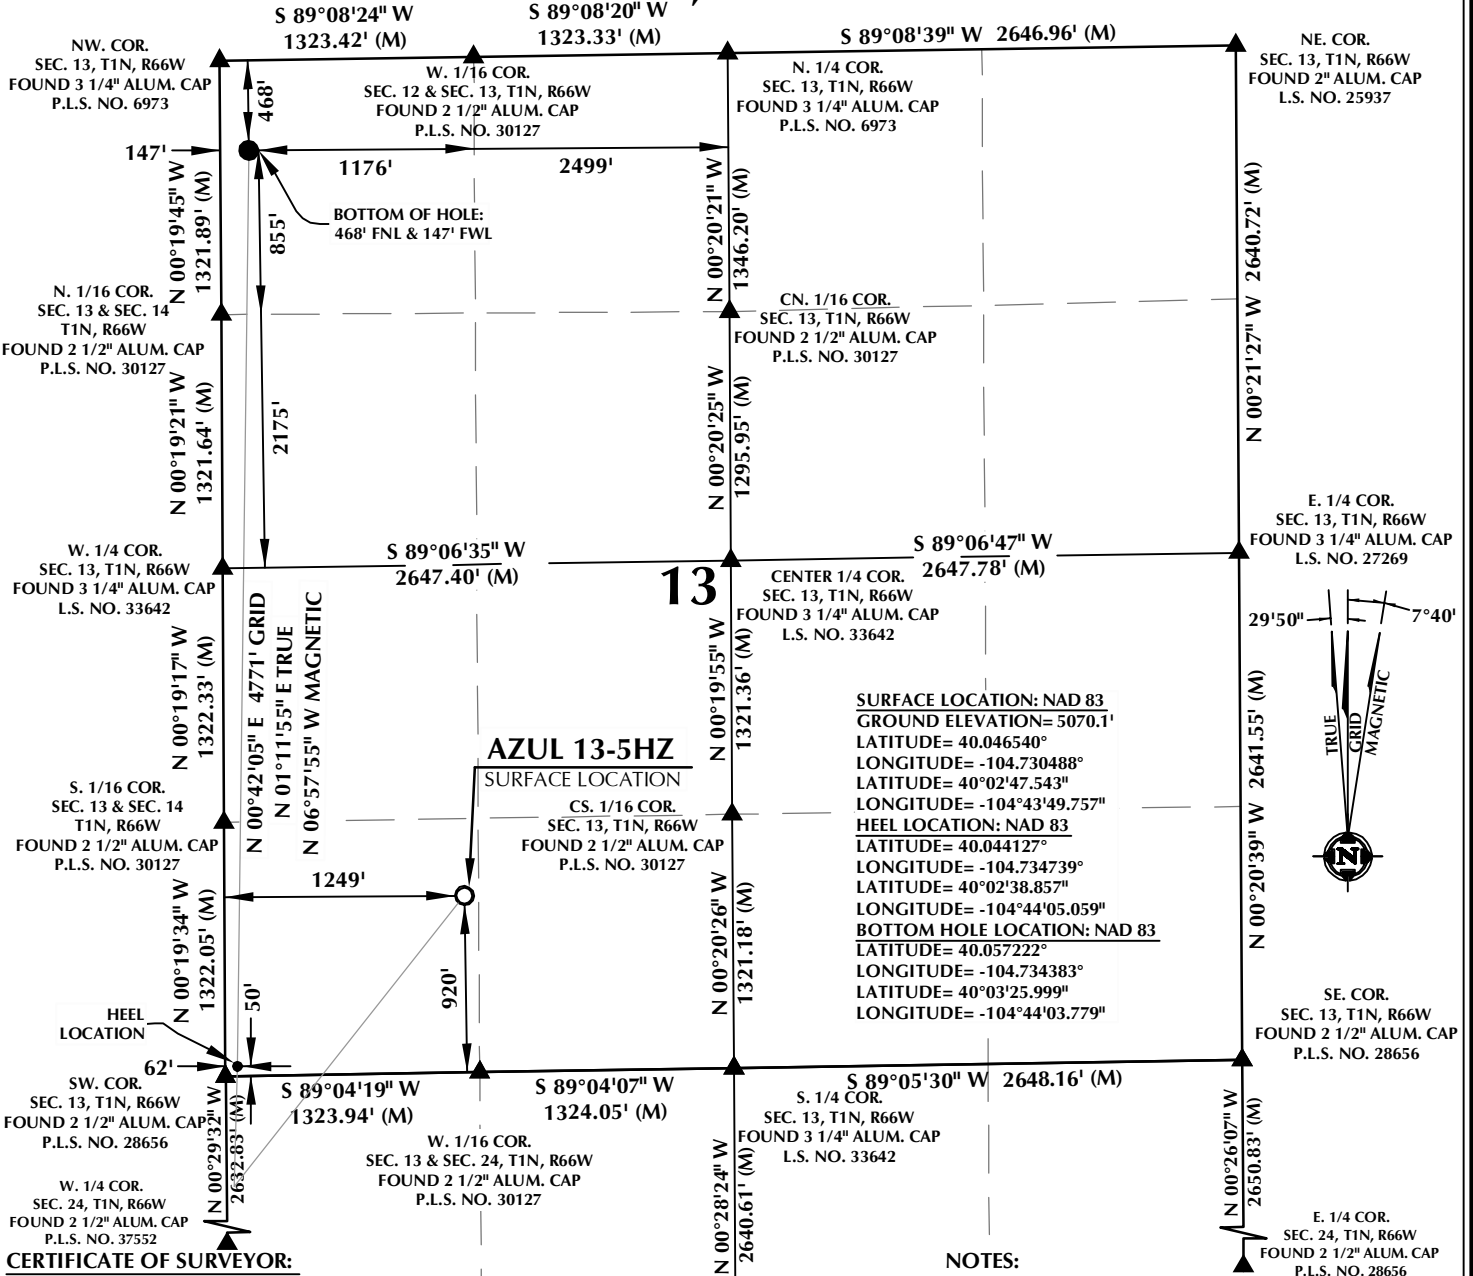 S 89°08'24" W
1323.42' (M)
S 89°08'20" W
1323.33' (M)
S 89°08'39" W 2646.96' (M)
NW. COR.
SEC. 13, T1N, R66W
FOUND 3 1/4" ALUM. CAP
P.L.S. NO. 6973
W. 1/16 COR.
SEC. 12 & SEC. 13, T1N, R66W
FOUND 2 1/2" ALUM. CAP
P.L.S. NO. 30127
N. 1/4 COR.
SEC. 13, T1N, R66W
FOUND 3 1/4" ALUM. CAP
P.L.S. NO. 6973
NE. COR.
SEC. 13, T1N, R66W
FOUND 2" ALUM. CAP
L.S. NO. 25937
468'
147'
1176'
2499'
BOTTOM OF HOLE:
468' FNL & 147' FWL
855'
N 00°19'45" W
1321.89' (M)
N 00°20'21" W
1346.20' (M)
N 00°21'27" W 2640.72' (M)
N. 1/16 COR.
SEC. 13 & SEC. 14
T1N, R66W
FOUND 2 1/2" ALUM. CAP
P.L.S. NO. 30127
CN. 1/16 COR.
SEC. 13, T1N, R66W
FOUND 2 1/2" ALUM. CAP
P.L.S. NO. 30127
N 00°19'21" W
1321.64' (M)
2175'
N 00°20'25" W
1295.95' (M)
W. 1/4 COR.
SEC. 13, T1N, R66W
FOUND 3 1/4" ALUM. CAP
L.S. NO. 33642
S 89°06'35" W
2647.40' (M)
13
S 89°06'47" W
2647.78' (M)
CENTER 1/4 COR.
SEC. 13, T1N, R66W
FOUND 3 1/4" ALUM. CAP
L.S. NO. 33642
E. 1/4 COR.
SEC. 13, T1N, R66W
FOUND 3 1/4" ALUM. CAP
L.S. NO. 27269
29'50"
7°40'
TRUE
GRID
MAGNETIC
N
N 00°19'17" W
1322.33' (M)
N 00°42'05" E 4771' GRID
N 01°11'55" E TRUE
N 06°57'55" W MAGNETIC
N 00°19'55" W
1321.36' (M)
N 00°20'39" W 2641.55' (M)
AZUL 13-5HZ
SURFACE LOCATION
SURFACE LOCATION: NAD 83
GROUND ELEVATION= 5070.1'
LATITUDE= 40.046540°
LONGITUDE= -104.730488°
LATITUDE= 40°02'47.543"
LONGITUDE= -104°43'49.757"
HEEL LOCATION: NAD 83
LATITUDE= 40.044127°
LONGITUDE= -104.734739°
LATITUDE= 40°02'38.857"
LONGITUDE= -104°44'05.059"
BOTTOM HOLE LOCATION: NAD 83
LATITUDE= 40.057222°
LONGITUDE= -104.734383°
LATITUDE= 40°03'25.999"
LONGITUDE= -104°44'03.779"
S. 1/16 COR.
SEC. 13 & SEC. 14
T1N, R66W
FOUND 2 1/2" ALUM. CAP
P.L.S. NO. 30127
CS. 1/16 COR.
SEC. 13, T1N, R66W
FOUND 2 1/2" ALUM. CAP
P.L.S. NO. 30127
1249'
920'
N 00°19'34" W
1322.05' (M)
50'
N 00°20'26" W
1321.18' (M)
HEEL
LOCATION
62'
SE. COR.
SEC. 13, T1N, R66W
FOUND 2 1/2" ALUM. CAP
P.L.S. NO. 28656
SW. COR.
SEC. 13, T1N, R66W
FOUND 2 1/2" ALUM. CAP
P.L.S. NO. 28656
S 89°04'19" W
1323.94' (M)
S 89°04'07" W
1324.05' (M)
S 89°05'30" W 2648.16' (M)
S. 1/4 COR.
SEC. 13, T1N, R66W
FOUND 3 1/4" ALUM. CAP
L.S. NO. 33642
W. 1/16 COR.
SEC. 13 & SEC. 24, T1N, R66W
FOUND 2 1/2" ALUM. CAP
P.L.S. NO. 30127
N 00°29'32" W
2632.83' (M)
N 00°28'24" W
2640.61' (M)
N 00°26'07" W
2650.83' (M)
W. 1/4 COR.
SEC. 24, T1N, R66W
FOUND 2 1/2" ALUM. CAP
P.L.S. NO. 37552
E. 1/4 COR.
SEC. 24, T1N, R66W
FOUND 2 1/2" ALUM. CAP
P.L.S. NO. 28656
CERTIFICATE OF SURVEYOR:
NOTES: